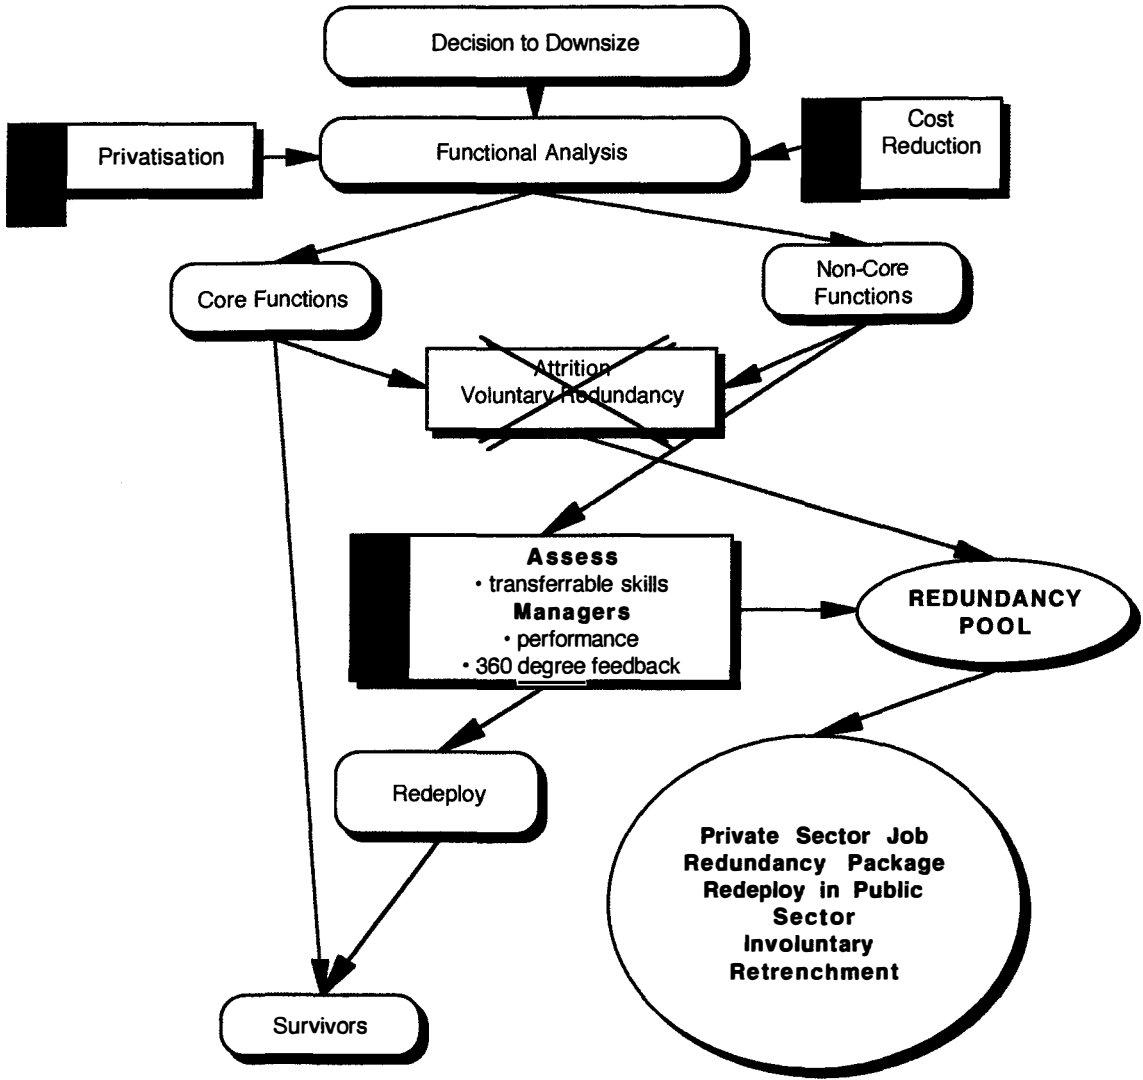 Decision to Downsize
Privatisation
Functional Analysis
Cost
Reduction
Core Functions
Non-Core
Functions
Attrition
Voluntary Redundancy
Assess
• transferrable skills
Managers
• performance
• 360 degree feedback
REDUNDANCY
POOL
Redeploy
Private Sector Job
Redundancy Package
Redeploy in Public
Sector
Involuntary
Retrenchment
Survivors